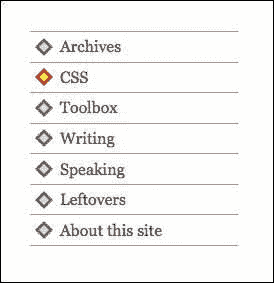 Archives
CSS
Toolbox
Writing
Speaking
Leftovers
About this site